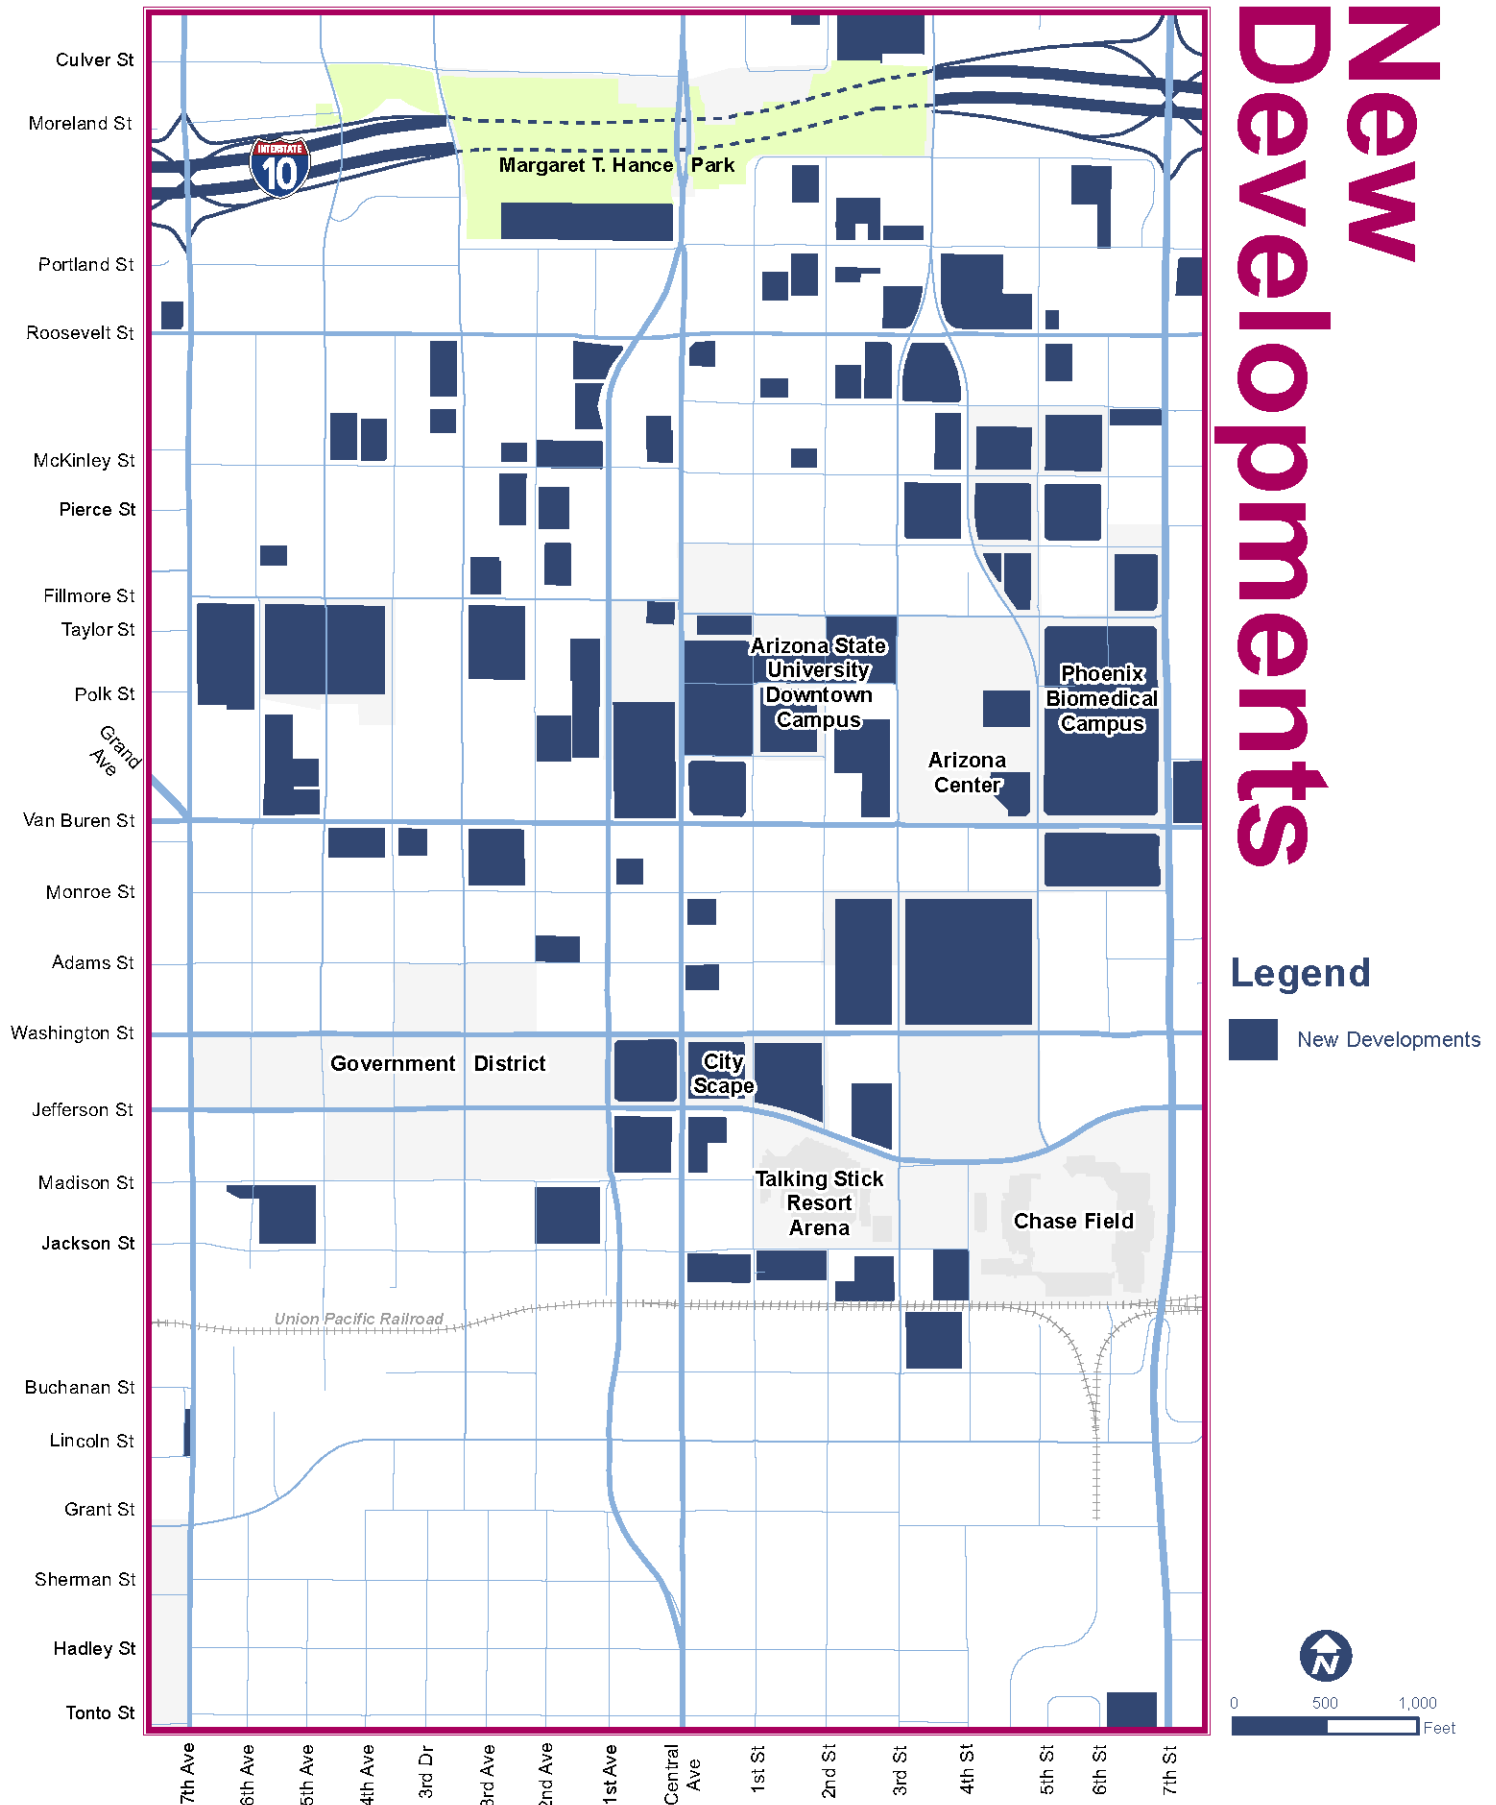 New
Developments
Culver St
Moreland St
Portland St
Roosevelt St
McKinley St
Pierce St
Fillmore St
Taylor St
Polk St
Grand
Ave
Van Buren St
Monroe St
Adams St
Washington St
Jefferson St
Madison St
Jackson St
Buchanan St
Lincoln St
Grant St
Sherman St
Hadley St
Tonto St
INTERSTATE
10
Margaret T. Hance Park
Arizona State
University
Downtown
Campus
Phoenix
Biomedical
Campus
Arizona
Center
Government District
City
Scape
Talking Stick
Resort
Arena
Chase Field
Union Pacific Railroad
7th Ave
6th Ave
5th Ave
4th Ave
3rd Dr
3rd Ave
2nd Ave
1st Ave
Central
Ave
1st St
2nd St
3rd St
4th St
5th St
6th St
7th St
Legend
New Developments
N
0 500 1,000
Feet